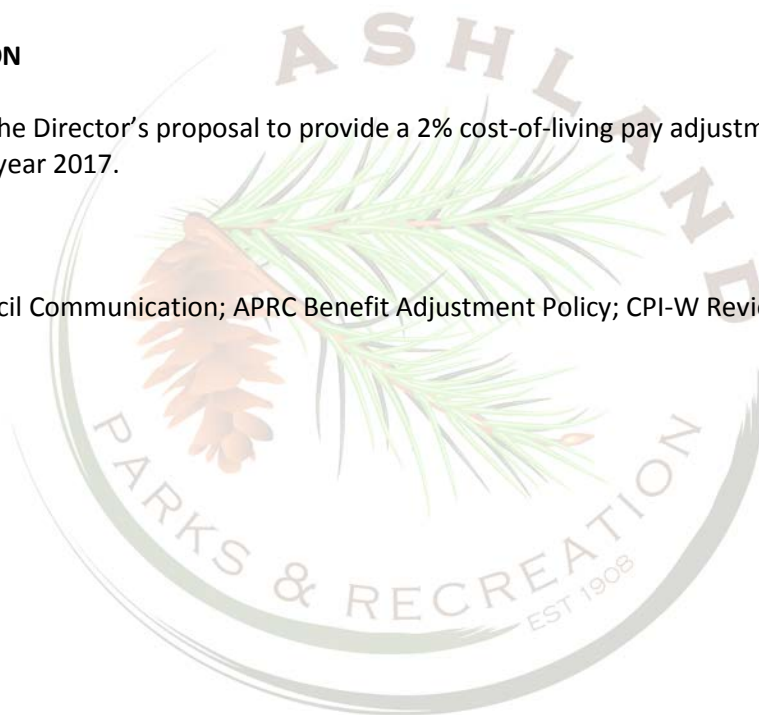 ON
he Director's proposal to provide a 2% cost-of-living pay adjustm
year 2017.
cil Communication; APRC Benefit Adjustment Policy; CPI-W Revi
ASHLAND
PARKS & RECREATION
EST 1908